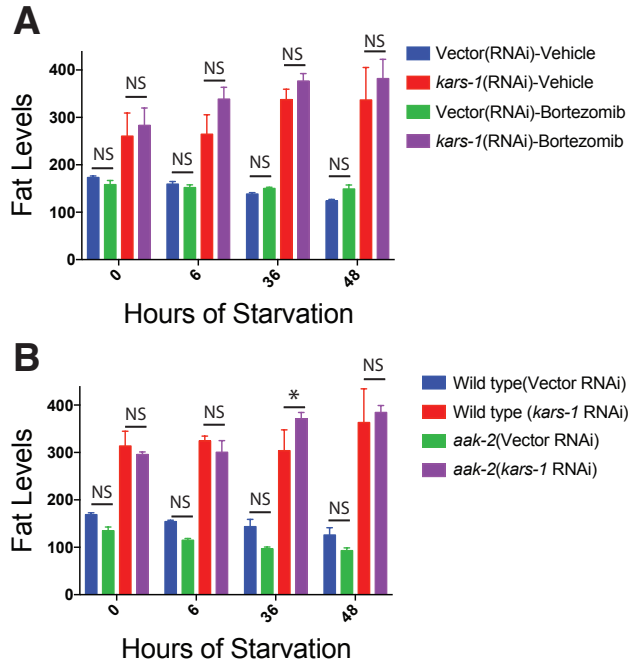 A
Fat Levels
400
300
200
100
0
NS
NS
NS
NS
NS
NS
NS
NS
0
6
36
48
Hours of Starvation
Vector(RNAi)-Vehicle
kars-1(RNAi)-Vehicle
Vector(RNAi)-Bortezomib
kars-1(RNAi)-Bortezomib
B
Fat Levels
400
300
200
100
0
NS
NS
NS
NS
NS
*
NS
NS
0
6
36
48
Hours of Starvation
Wild type(Vector RNAi)
Wild type (kars-1 RNAi)
aak-2(Vector RNAi)
aak-2(kars-1 RNAi)